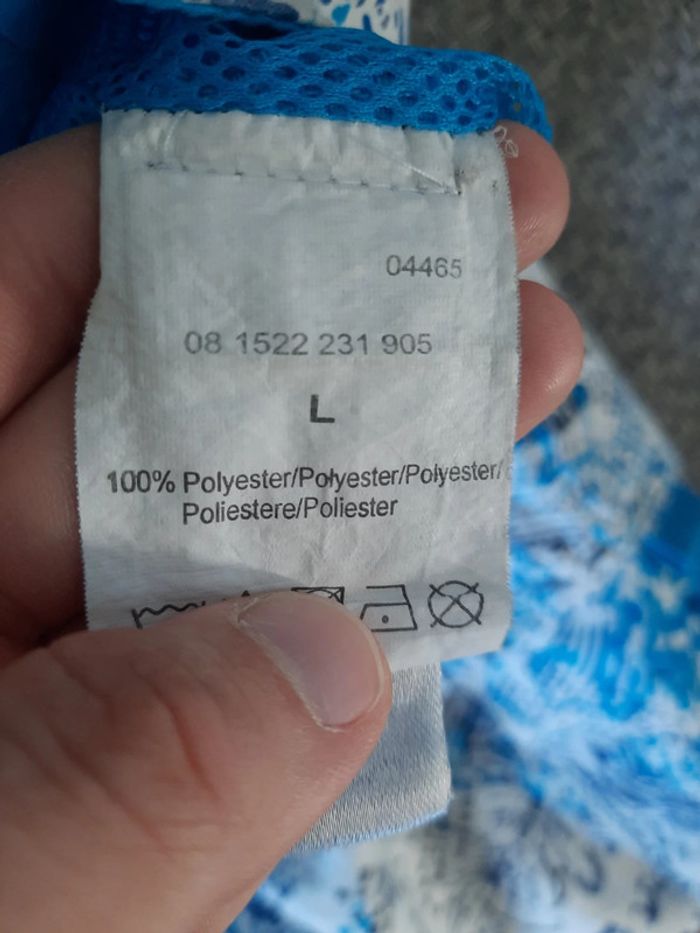 04465
08 1522 231 905
L
100% Polyester/Polyester/Polyester/
Poliestere/Poliester